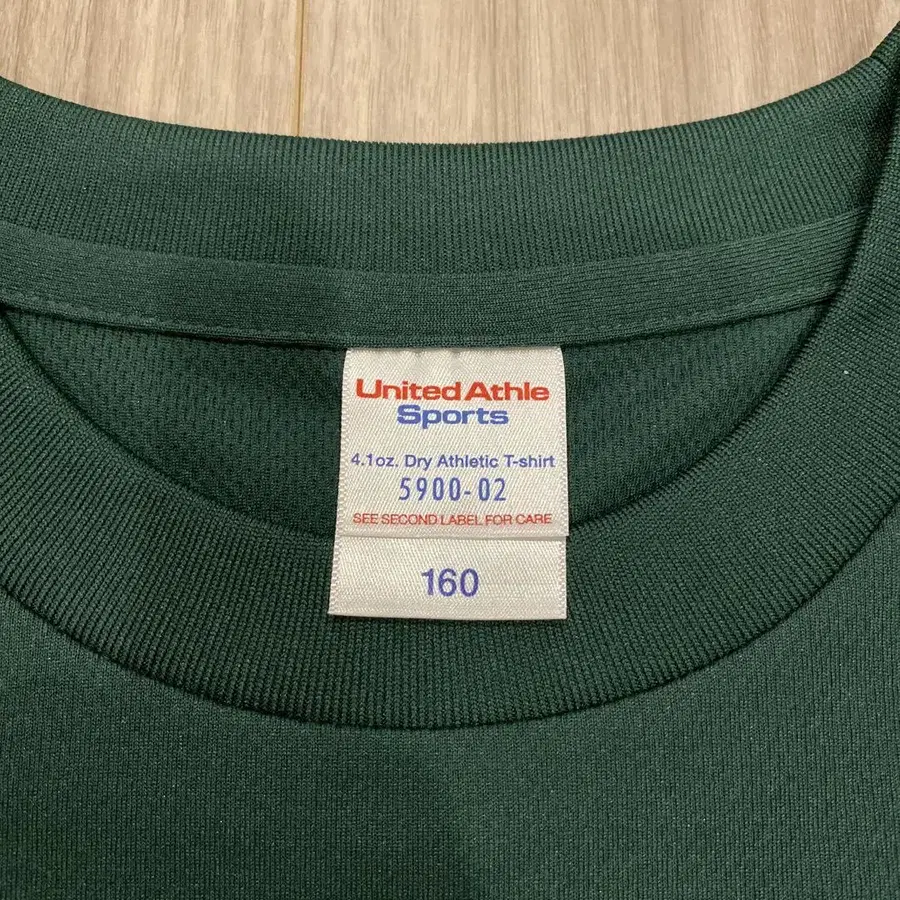 United Athle
Sports
4.1oz. Dry Athletic T-shirt
5900-02
SEE SECOND LABEL FOR CARE
160